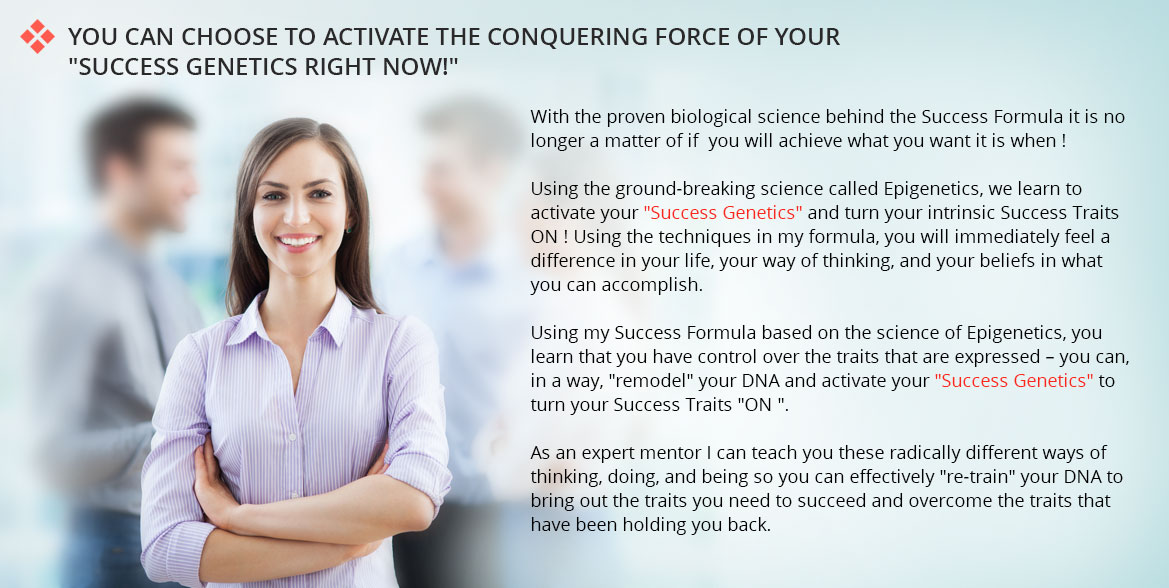 YOU CAN CHOOSE TO ACTIVATE THE CONQUERING FORCE OF YOUR
"SUCCESS GENETICS RIGHT NOW!"
With the proven biological science behind the Success Formula it is no
longer a matter of if  you will achieve what you want it is when !
Using the ground-breaking science called Epigenetics, we learn to
activate your "Success Genetics" and turn your intrinsic Success Traits
ON ! Using the techniques in my formula, you will immediately feel a
difference in your life, your way of thinking, and your beliefs in what
you can accomplish.
Using my Success Formula based on the science of Epigenetics, you
learn that you have control over the traits that are expressed – you can,
in a way, "remodel" your DNA and activate your "Success Genetics" to
turn your Success Traits "ON ".
As an expert mentor I can teach you these radically different ways of
thinking, doing, and being so you can effectively "re-train" your DNA to
bring out the traits you need to succeed and overcome the traits that
have been holding you back.